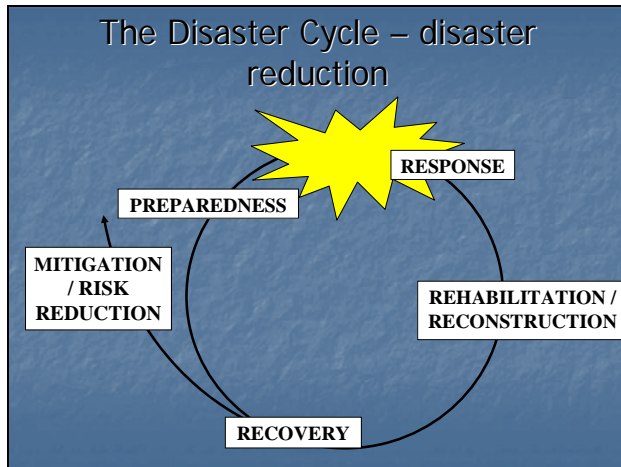 The Disaster Cycle – disaster
reduction
RESPONSE
PREPAREDNESS
MITIGATION
/ RISK
REDUCTION
REHABILITATION /
RECONSTRUCTION
RECOVERY